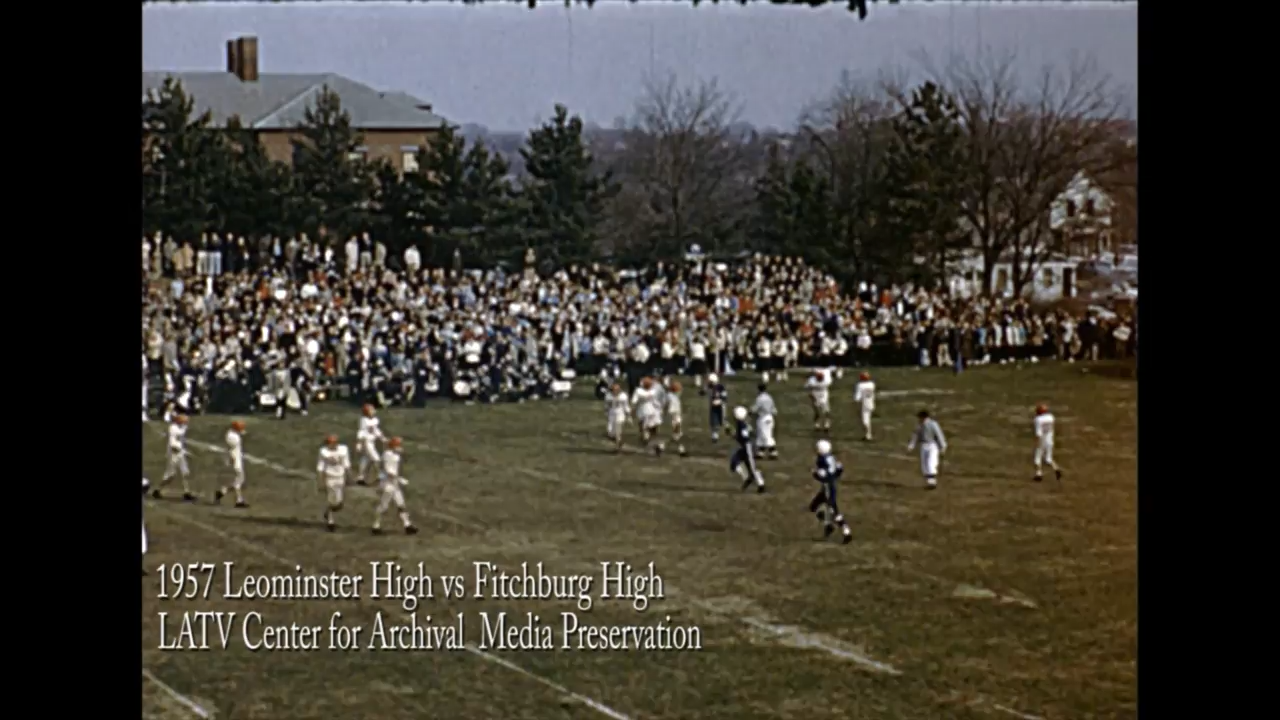 1957 Leominster High vs Fitchburg High
LATV Center for Archival Media Preservation